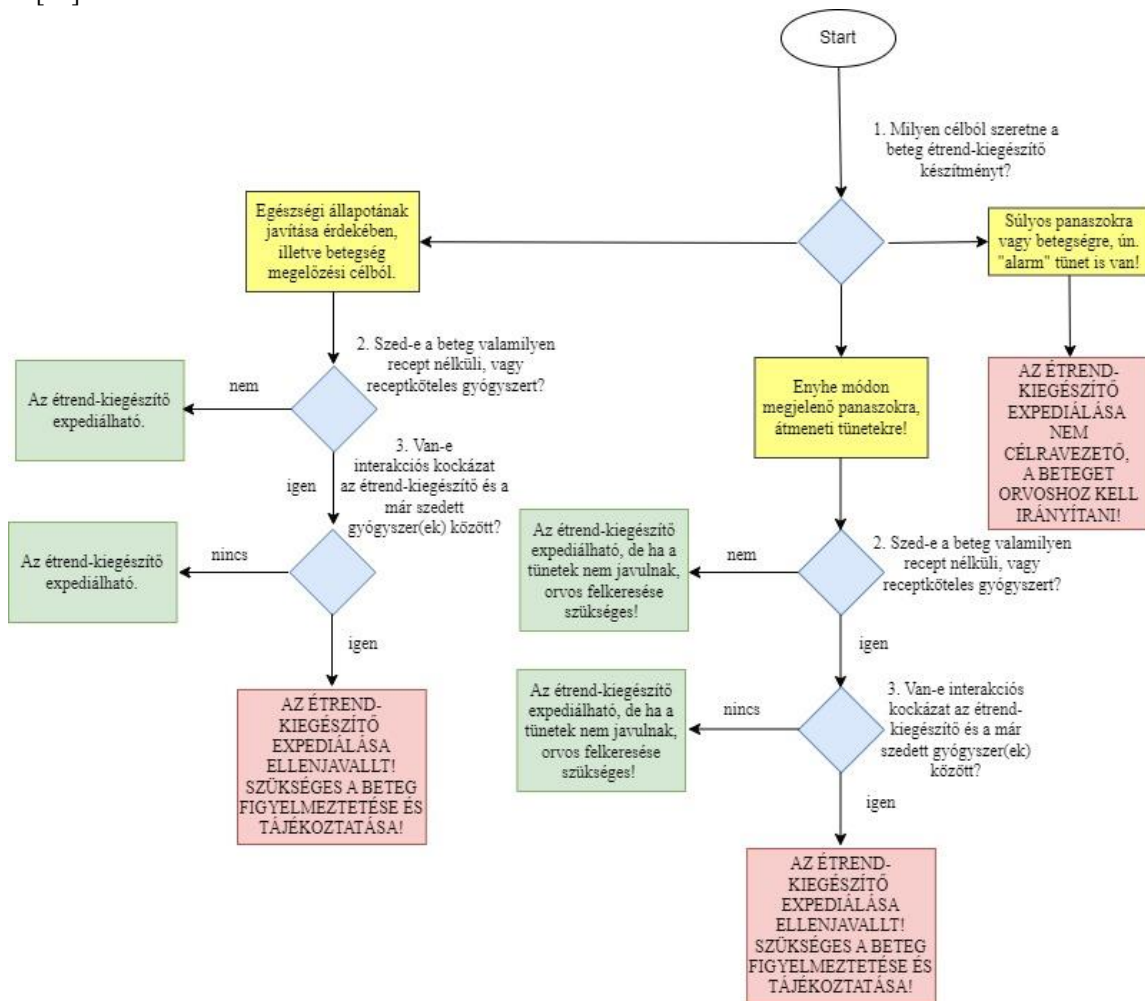 Start
1. Milyen célból szeretne a
beteg étrend-kiegészítő
készítményt?
Egészségi állapotának
javítása érdekében,
illetve betegség
megelőzési célból.
Súlyos panaszokra
vagy betegségre, ún.
"alarm" tünet is van!
2. Szed-e a beteg valamilyen
recept nélküli, vagy
receptköteles gyógyszert?
nem
Az étrend-kiegészítő
expediálható.
3. Van-e
interakciós kockázat
az étrend-kiegészítő és a
már szedett
gyógyszer(ek) között?
igen
nincs
Az étrend-kiegészítő
expediálható.
igen
AZ ÉTREND-
KIEGÉSZÍTŐ
EXPEDIÁLÁSA
ELLENJAVALLT!
SZÜKSÉGES A BETEG
FIGYELMEZTETÉSE ÉS
TÁJÉKOZTATÁSA!
Enyhe módon
megjelenő panaszokra,
átmeneti tünetekre!
AZ ÉTREND-
KIEGÉSZÍTŐ
EXPEDIÁLÁSA
NEM
CÉLRAVEZETŐ,
A BETEGET
ORVOSHOZ KELL
IRÁNYÍTANI!
Az étrend-kiegészítő
expediálható, de ha a
tünetek nem javulnak,
orvos felkeresése
szükséges!
nem
2. Szed-e a beteg valamilyen
recept nélküli, vagy
receptköteles gyógyszert?
igen
Az étrend-kiegészítő
expediálható, de ha a
tünetek nem javulnak,
orvos felkeresése
szükséges!
nincs
3. Van-e interakciós
kockázat az étrend-
kiegészítő és a már
szedett gyógyszer(ek)
között?
igen
AZ ÉTREND-
KIEGÉSZÍTŐ
EXPEDIÁLÁSA
ELLENJAVALLT!
SZÜKSÉGES A BETEG
FIGYELMEZTETÉSE ÉS
TÁJÉKOZTATÁSA!